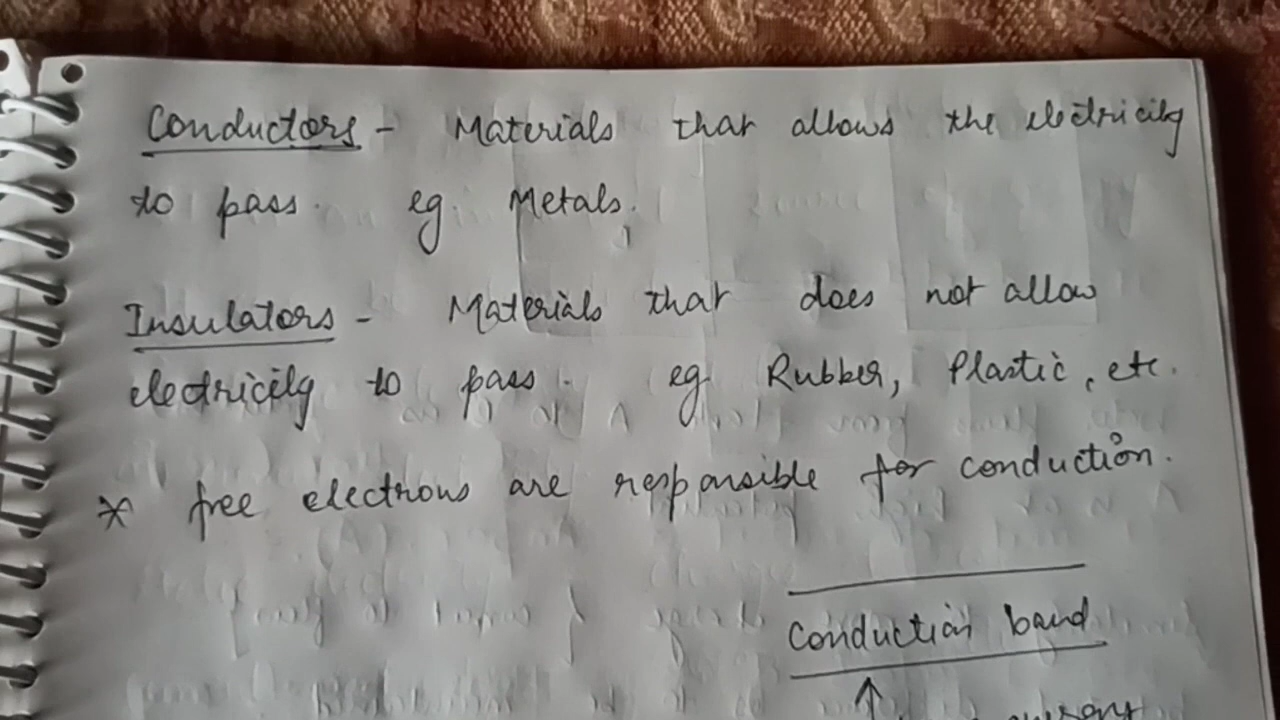 Conductors - Materials that allows the electricity
to pass. eg. Metals.
Insulators - Materials that does not allow
electricity to pass. eg Rubber, Plastic, etc.
* free electrons are responsible for conduction.
Conduction band
↑